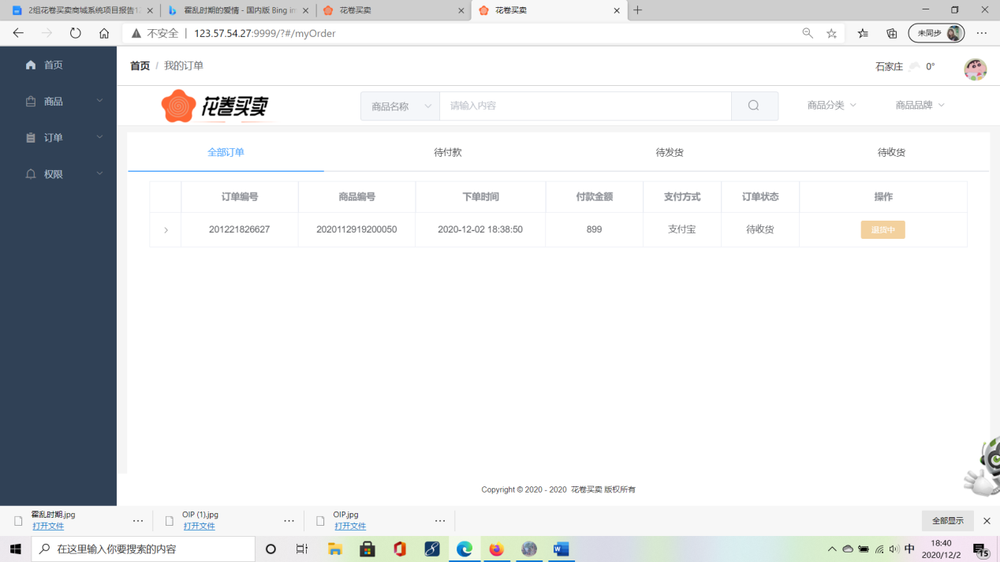 2组花卷买卖商城系统项目报告12
霍乱时期的爱情 - 国内版 Bing im
花卷买卖
花卷买卖
不安全 | 123.57.54.27:9999/?#/myOrder
未同步
首页
商品
订单
权限
首页 / 我的订单
石家庄 0°
花卷买卖
商品名称
请输入内容
商品分类
商品品牌
全部订单 待付款 待发货 待收货
订单编号 商品编号 下单时间 付款金额 支付方式 订单状态 操作
201221826627 2020112919200050 2020-12-02 18:38:50 899 支付宝 待收货 退货中
Copyright © 2020 - 2020 花卷买卖 版权所有
霍乱时期.jpg
打开文件
OIP (1).jpg
打开文件
OIP.jpg
打开文件
全部显示
在这里输入你要搜索的内容
中
18:40
2020/12/2
15